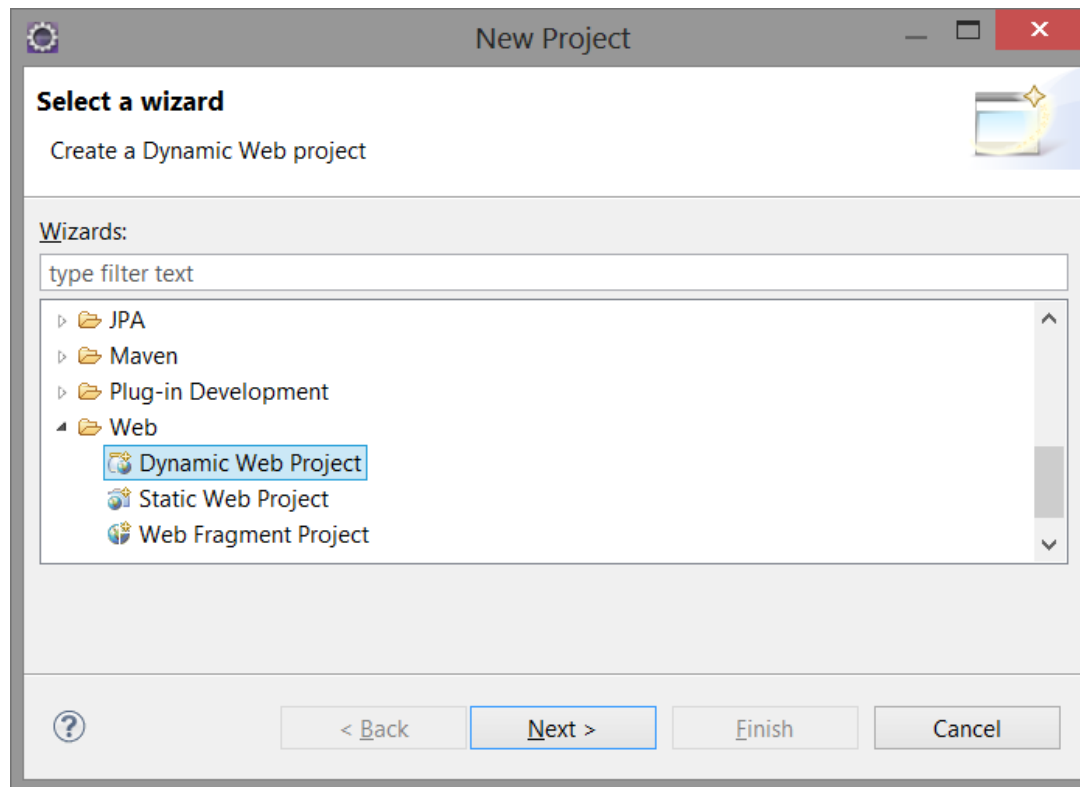 New Project
Select a wizard
Create a Dynamic Web project
Wizards:
type filter text
JPA
Maven
Plug-in Development
Web
Dynamic Web Project
Static Web Project
Web Fragment Project
? < Back Next > Finish Cancel